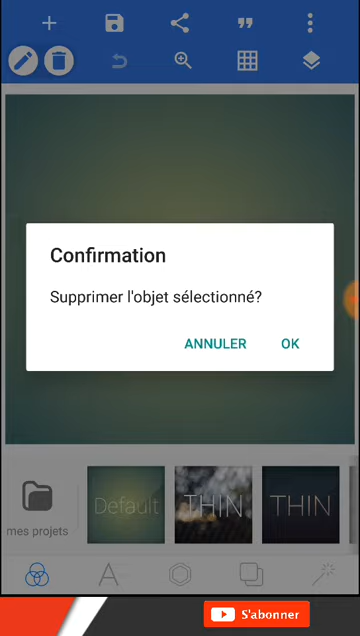 Confirmation
Supprimer l'objet sélectionné?
ANNULER OK
mes projets
Default
THIN
THIN
S'abonner